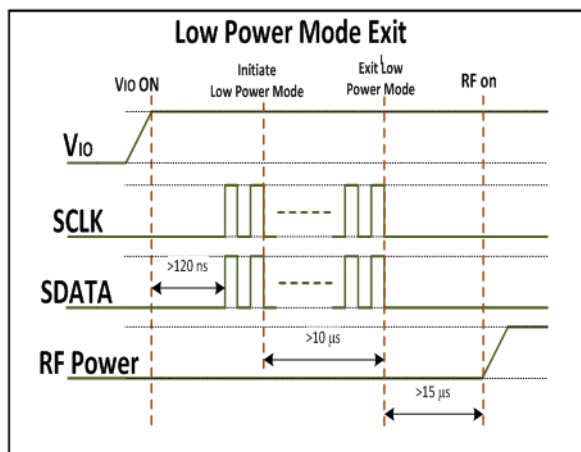 Low Power Mode Exit
VIO ON
Initiate
Low Power Mode
Exit Low
Power Mode
RF on
VIO
SCLK
>120 ns
SDATA
>10 μs
RF Power
>15 μs